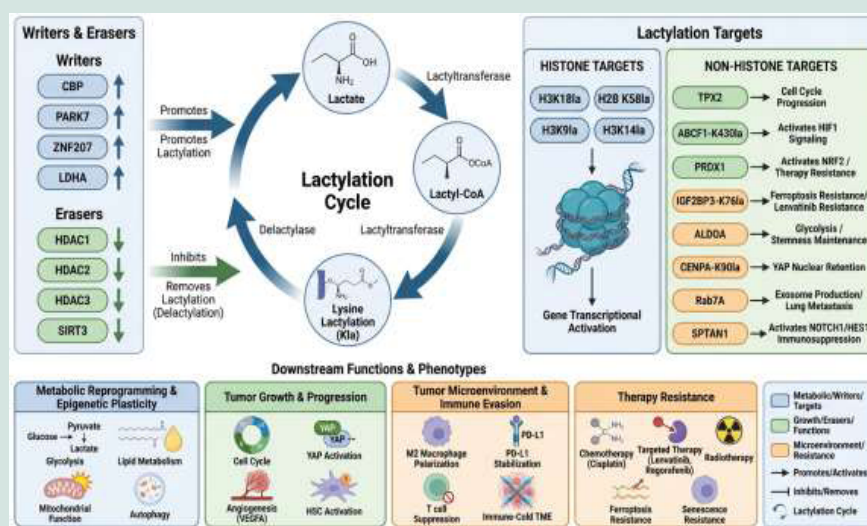 Writers & Erasers
Writers
CBP
PARK7
ZNF207
LDHA
Erasers
HDAC1
HDAC2
HDAC3
SIRT3
Promotes
Promotes
Lactylation
Inhibits
Removes
Lactylation
(Delactylation)
Lactylation
Cycle
OH
NH2
Lactate
Lactyltransferase
OCoA
Lactyl-CoA
Lactyltransferase
NH2
Lysine
Lactylation
(Kla)
Delactylase
Lactylation Targets
HISTONE TARGETS
H3K18la
H2B K58la
H3K9la
H3K14la
Gene Transcriptional
Activation
NON-HISTONE TARGETS
TPX2
Cell Cycle
Progression
ABCF1-K430la
Activates HIF1
Signaling
PRDX1
Activates NRF2 /
Therapy Resistance
IGF2BP3-K76la
Ferroptosis Resistance/
Lenvatinib Resistance
ALDOA
Glycolysis /
Stemness Maintenance
CENPA-K90la
YAP Nuclear Retention
Rab7A
Exosome Production/
Lung Metastasis
SPTAN1
Activates NOTCH1/HES1
Immunosuppression
Downstream Functions & Phenotypes
Metabolic Reprogramming &
Epigenetic Plasticity
Glucose
Pyruvate
Lactate
Glycolysis
Lipid Metabolism
Mitochondrial
Function
Autophagy
Tumor Growth & Progression
Cell Cycle
YAP
YAP
YAP Activation
Angiogenesis
(VEGFA)
HSC Activation
Tumor Microenvironment &
Immune Evasion
M2 Macrophage
Polarization
PD-L1
PD-L1
Stabilization
T cell
Suppression
Immune-Cold TME
Therapy Resistance
NH2
NH2
Chemotherapy
(Cisplatin)
Targeted Therapy
(Lenvatinib,
Regorafenib)
Radiotherapy
Ferroptosis
Resistance
Senescence
Resistance
Metabolic/Writers/
Targets
Growth/Erasers/
Functions
Microenvironment/
Resistance
Promotes/Activates
Inhibits/Removes
Lactylation Cycle